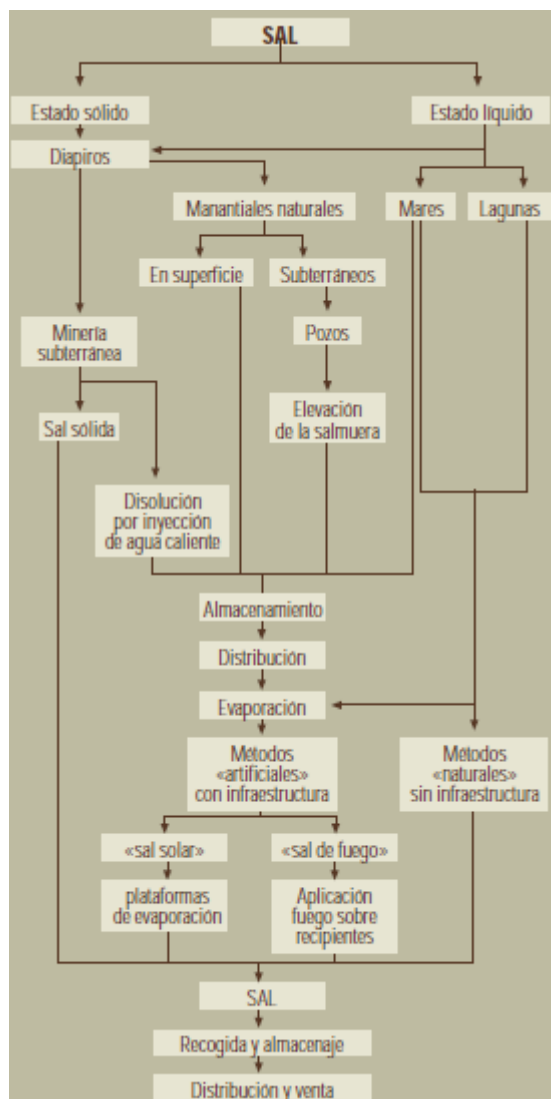 SAL
Estado sólido
Estado líquido
Diapiros
Manantiales naturales
Mares
Lagunas
En superficie
Subterráneos
Pozos
Minería
subterránea
Elevación
de la salmuera
Sal sólida
Disolución
por inyección
de agua caliente
Almacenamiento
Distribución
Evaporación
Métodos
«artificiales»
con infraestructura
Métodos
«naturales»
sin infraestructura
«sal solar»
«sal de fuego»
plataformas
de evaporación
Aplicación
fuego sobre
recipientes
SAL
Recogida y almacenaje
Distribución y venta